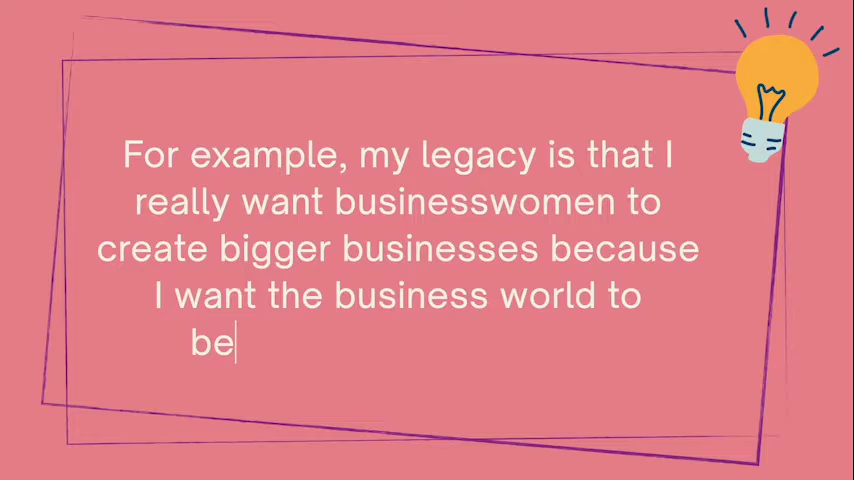 For example, my legacy is that I
really want businesswomen to
create bigger businesses because
I want the business world to
be